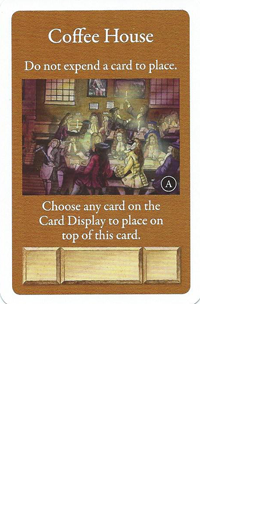 Coffee House
Do not expend a card to place.
A
Choose any card on the
Card Display to place on
top of this card.